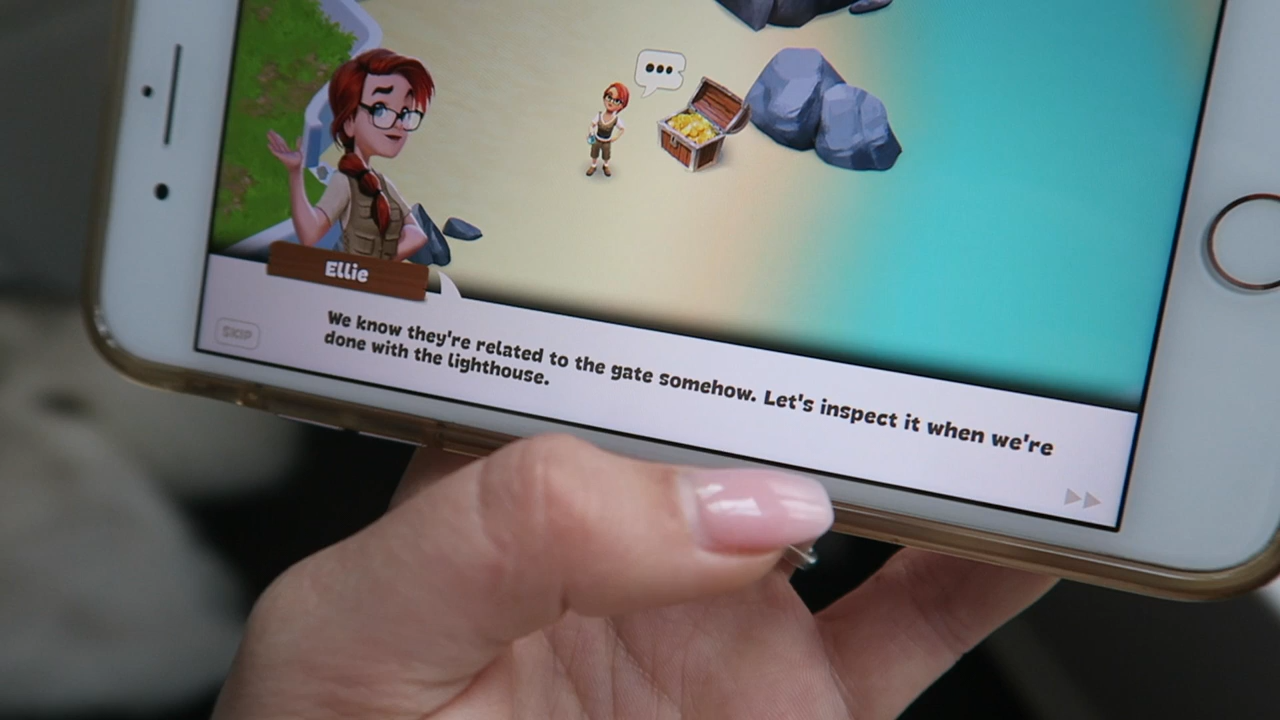 Ellie
We know they're related to the gate somehow. Let's inspect it when we're
done with the lighthouse.
SKIP